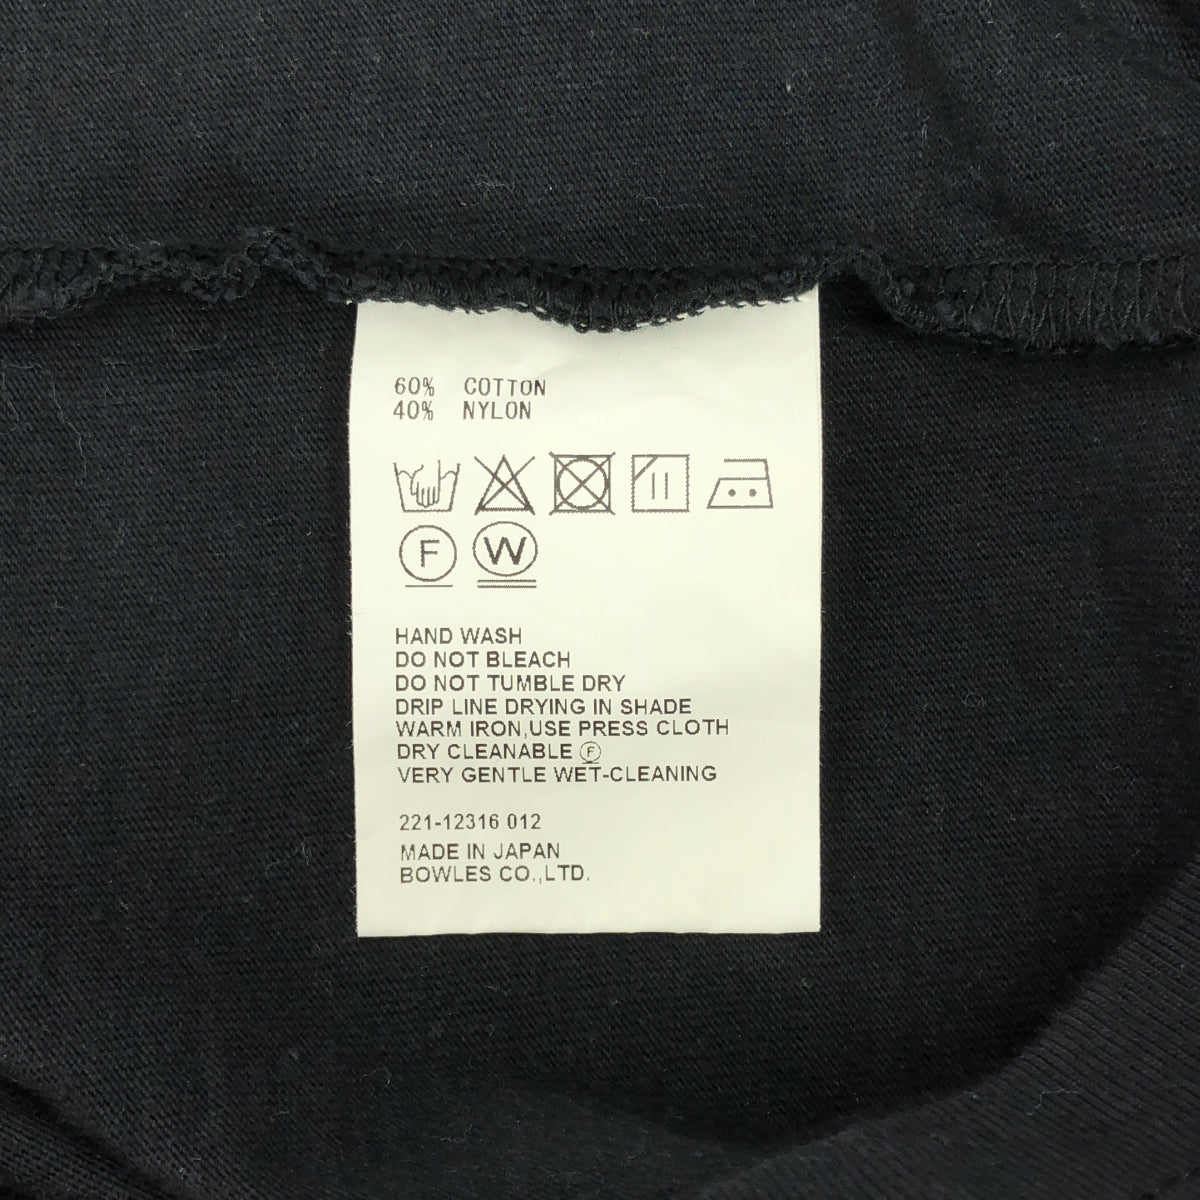 60% COTTON
40% NYLON
F W
HAND WASH
DO NOT BLEACH
DO NOT TUMBLE DRY
DRIP LINE DRYING IN SHADE
WARM IRON,USE PRESS CLOTH
DRY CLEANABLE Ⓕ
VERY GENTLE WET-CLEANING
221-12316 012
MADE IN JAPAN
BOWLES CO.,LTD.